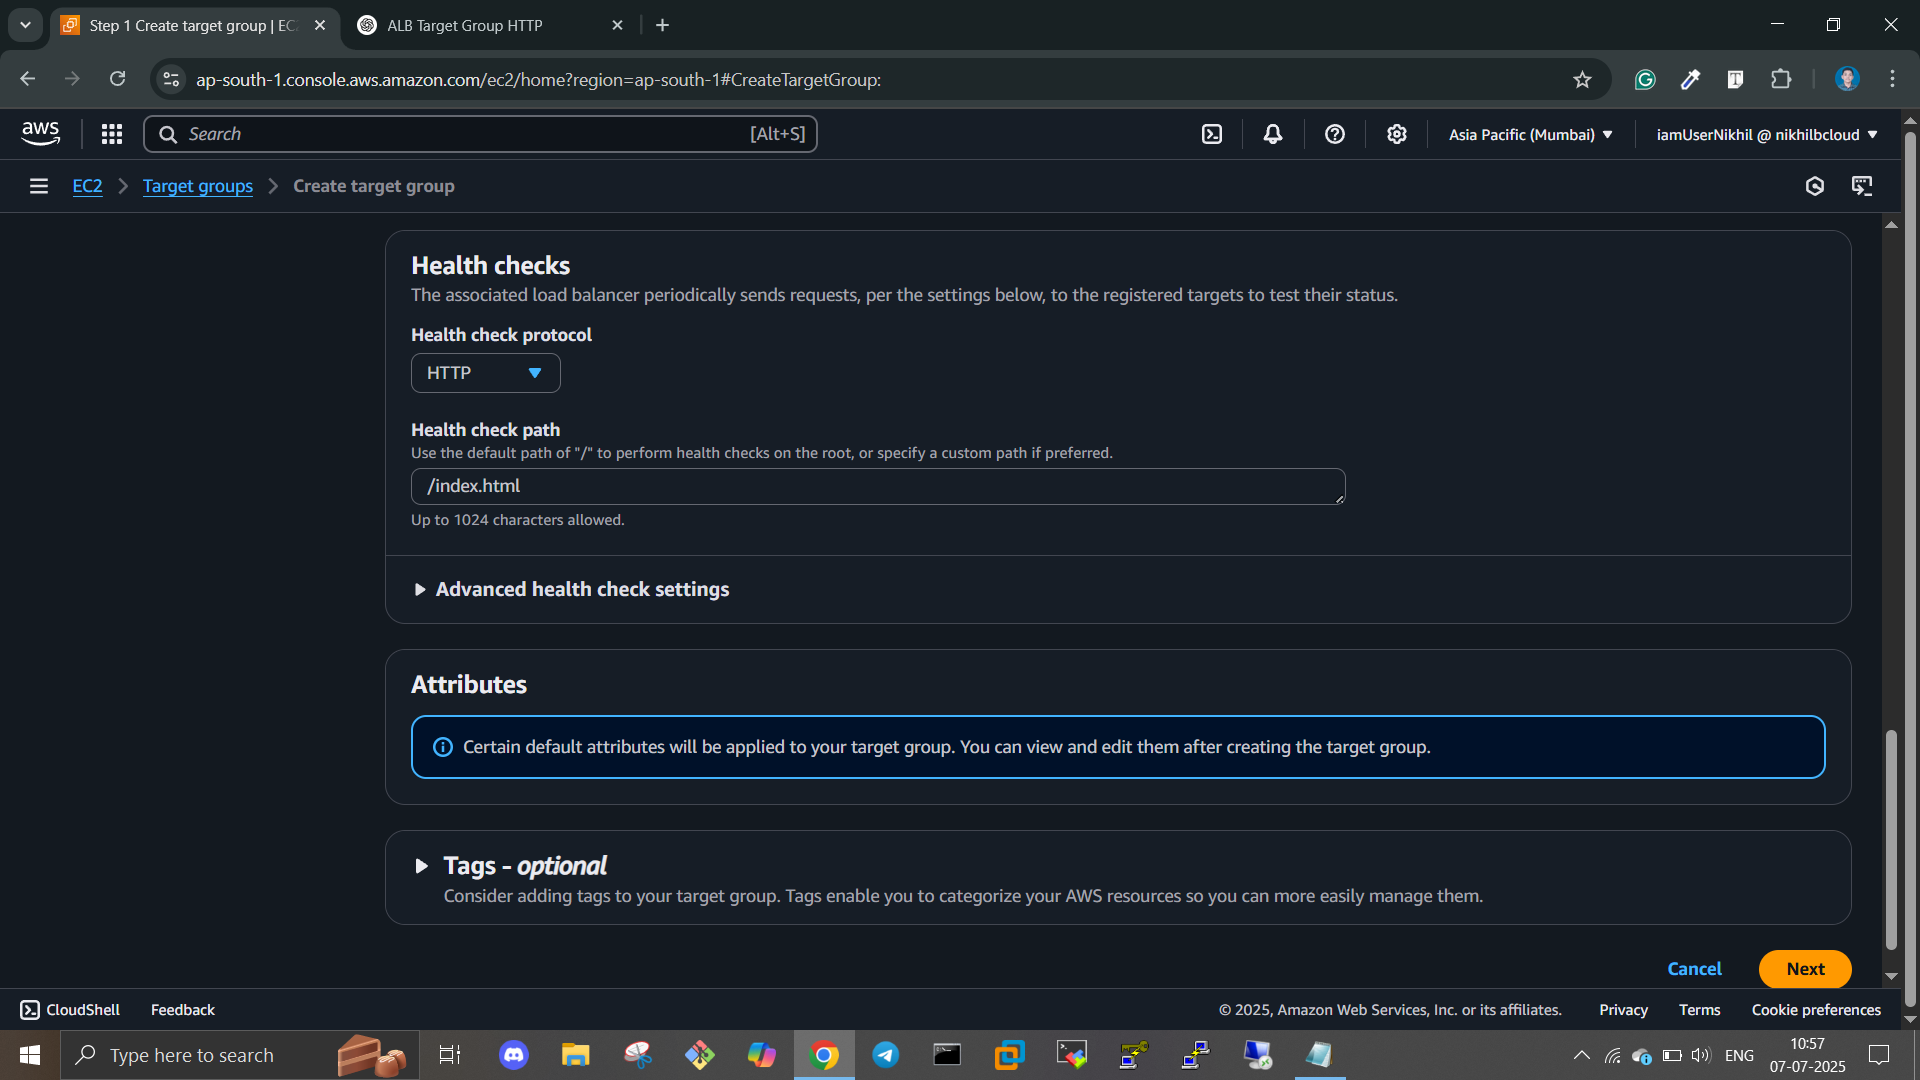 Step 1 Create target group | EC
ALB Target Group HTTP
ap-south-1.console.aws.amazon.com/ec2/home?region=ap-south-1#CreateTargetGroup:
aws
Search
[Alt+S]
Asia Pacific (Mumbai)
iamUserNikhil @ nikhilbcloud
EC2
Target groups
Create target group
Health checks
The associated load balancer periodically sends requests, per the settings below, to the registered targets to test their status.
Health check protocol
HTTP
Health check path
Use the default path of "/" to perform health checks on the root, or specify a custom path if preferred.
/index.html
Up to 1024 characters allowed.
Advanced health check settings
Attributes
Certain default attributes will be applied to your target group. You can view and edit them after creating the target group.
Tags - optional
Consider adding tags to your target group. Tags enable you to categorize your AWS resources so you can more easily manage them.
Cancel
Next
CloudShell
Feedback
© 2025, Amazon Web Services, Inc. or its affiliates.
Privacy
Terms
Cookie preferences
Type here to search
ENG
10:57
07-07-2025